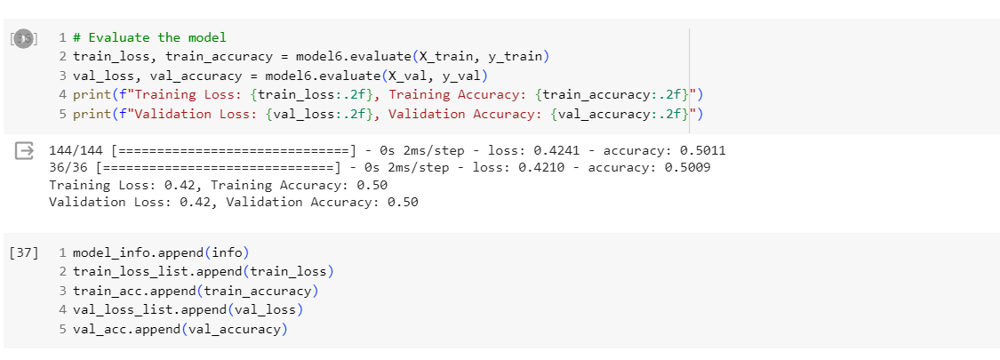 [36] 1 # Evaluate the model
2 train_loss, train_accuracy = model6.evaluate(X_train, y_train)
3 val_loss, val_accuracy = model6.evaluate(X_val, y_val)
4 print(f"Training Loss: {train_loss:.2f}, Training Accuracy: {train_accuracy:.2f}")
5 print(f"Validation Loss: {val_loss:.2f}, Validation Accuracy: {val_accuracy:.2f}")
144/144 [==============================] - 0s 2ms/step - loss: 0.4241 - accuracy: 0.5011
36/36 [==============================] - 0s 2ms/step - loss: 0.4210 - accuracy: 0.5009
Training Loss: 0.42, Training Accuracy: 0.50
Validation Loss: 0.42, Validation Accuracy: 0.50
[37] 1 model_info.append(info)
2 train_loss_list.append(train_loss)
3 train_acc.append(train_accuracy)
4 val_loss_list.append(val_loss)
5 val_acc.append(val_accuracy)